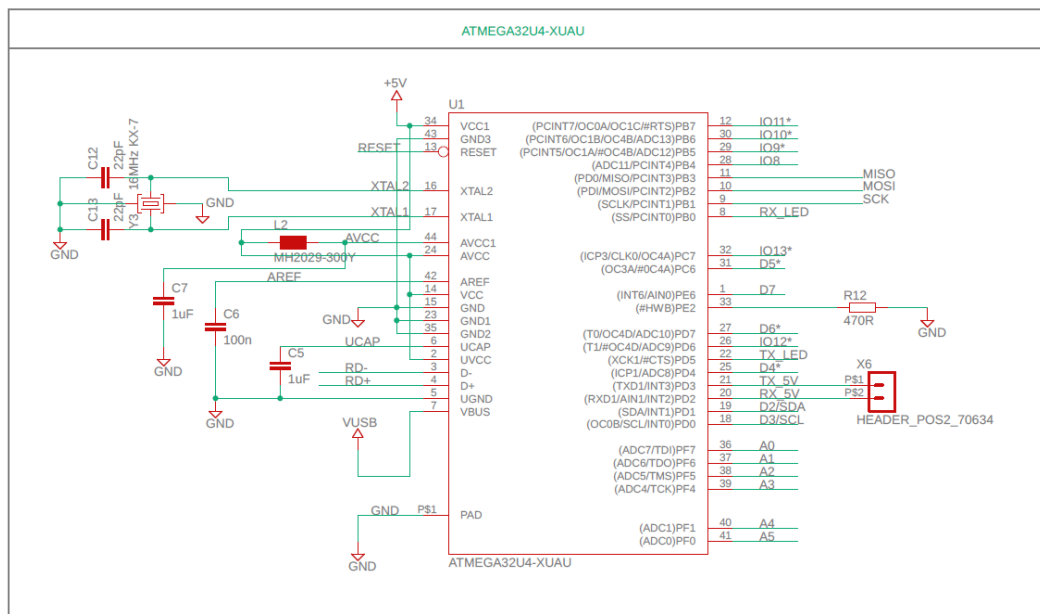 ATMEGA32U4-XUAU
+5V
U1
34 VCC1
43 GND3
RESET 13 RESET
XTAL2 16 XTAL2
XTAL1 17 XTAL1
AVCC 44 AVCC1
24 AVCC
AREF 42 AREF
14 VCC
15 GND
23 GND1
35 GND2
UCAP 6 UCAP
2 UVCC
RD- 3 D-
RD+ 4 D+
5 UGND
7 VBUS
GND P$1 PAD
C12
22pF
16MHz KX-7
C13
22pF
Y3
GND
GND
L2
MH2029-300Y
C7
1uF
GND
C6
100n
GND
GND
C5
1uF
VUSB
GND
(PCINT7/OC0A/OC1C/#RTS)PB7 12 IO11*
(PCINT6/OC1B/OC4B/ADC13)PB6 30 IO10*
(PCINT5/OC1A/#OC4B/ADC12)PB5 29 IO9*
(ADC11/PCINT4)PB4 28 IO8
(PD0/MISO/PCINT3)PB3 11 MISO
(PDI/MOSI/PCINT2)PB2 10 MOSI
(SCLK/PCINT1)PB1 9 SCK
(SS/PCINT0)PB0 8 RX_LED
(ICP3/CLK0/OC4A)PC7 32 IO13*
(OC3A/#0C4A)PC6 31 D5*
(INT6/AIN0)PE6 1 D7
(#HWB)PE2 33
R12
470R
GND
(T0/OC4D/ADC10)PD7 27 D6*
(T1/#OC4D/ADC9)PD6 26 IO12*
(XCK1/#CTS)PD5 22 TX_LED
(ICP1/ADC8)PD4 25 D4*
(TXD1/INT3)PD3 21 TX_5V P$1
(RXD1/AIN1/INT2)PD2 20 RX_5V P$2
(SDA/INT1)PD1 19 D2/SDA
(OC0B/SCL/INT0)PD0 18 D3/SCL
X6
HEADER_POS2_70634
(ADC7/TDI)PF7 36 A0
(ADC6/TDO)PF6 37 A1
(ADC5/TMS)PF5 38 A2
(ADC4/TCK)PF4 39 A3
(ADC1)PF1 40 A4
(ADC0)PF0 41 A5
ATMEGA32U4-XUAU